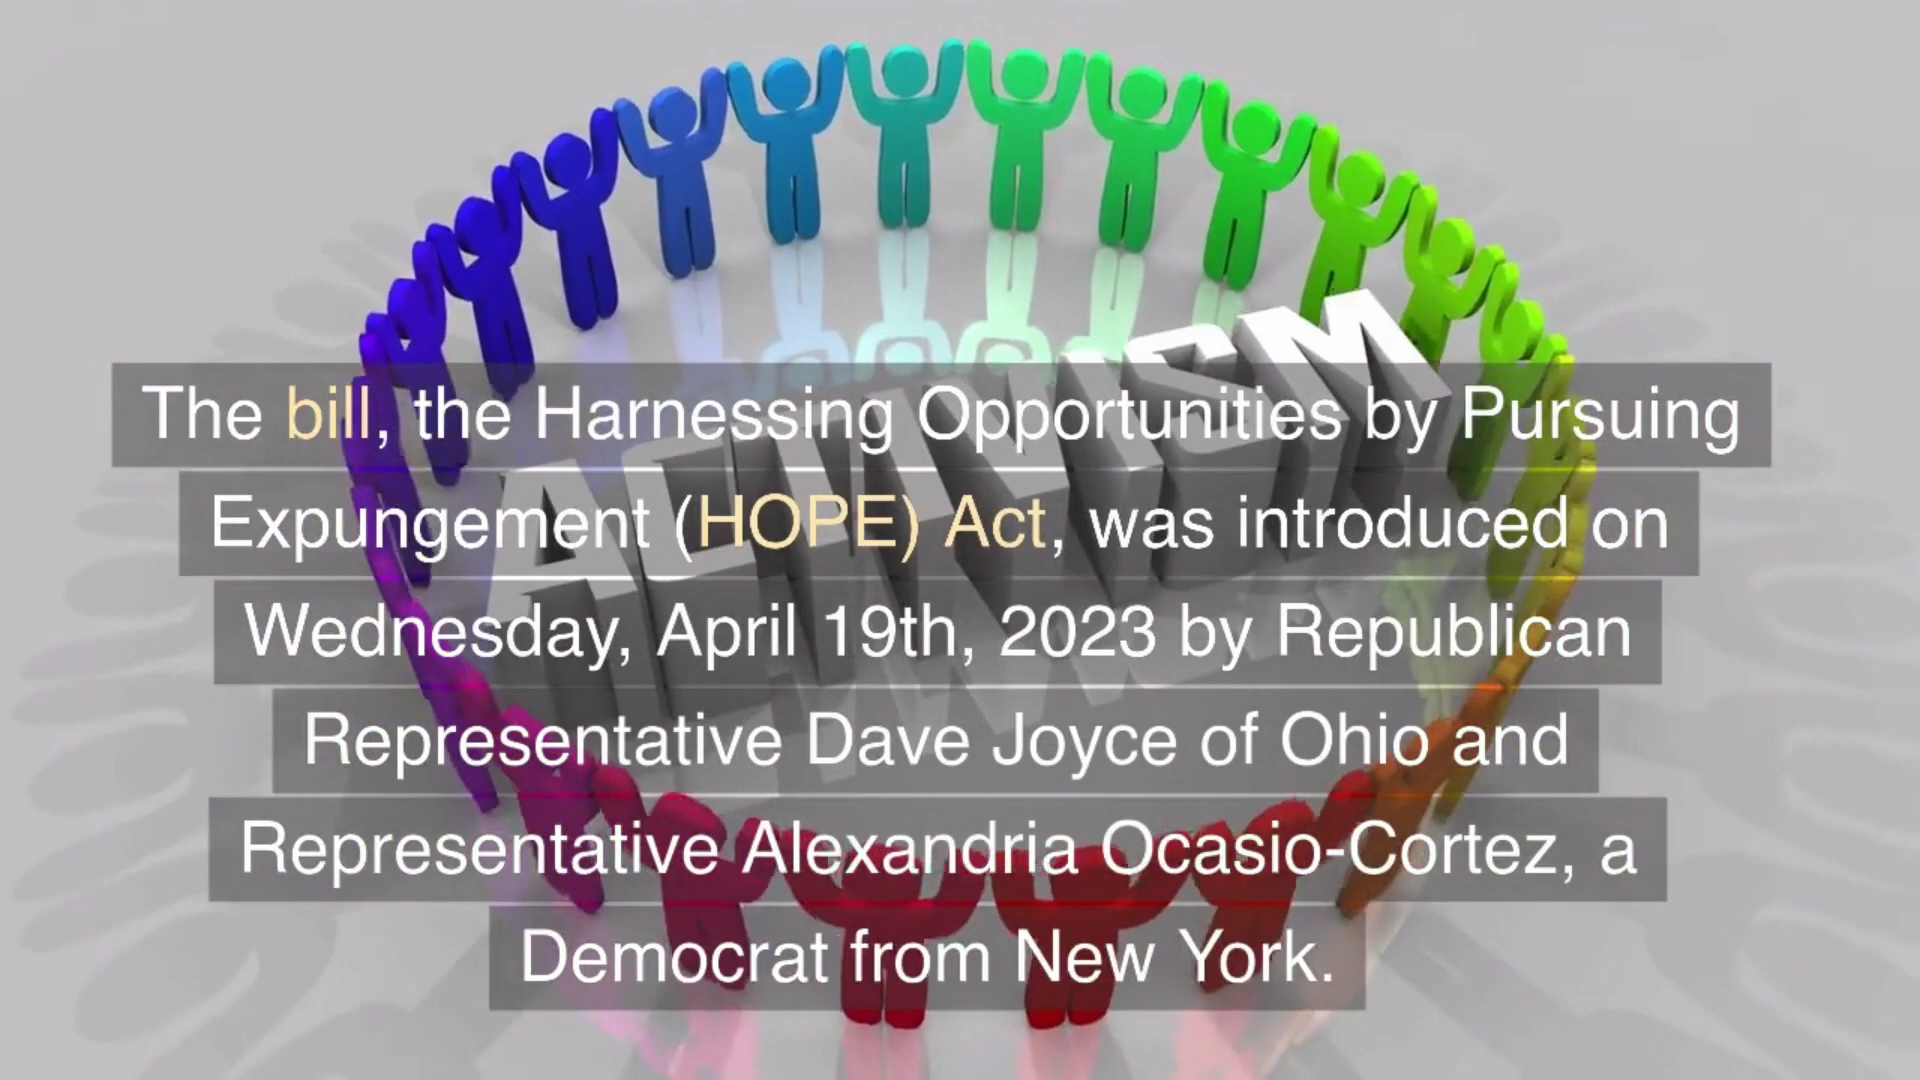 ACTIVISM
The bill, the Harnessing Opportunities by Pursuing
Expungement (HOPE) Act, was introduced on
Wednesday, April 19th, 2023 by Republican
Representative Dave Joyce of Ohio and
Representative Alexandria Ocasio-Cortez, a
Democrat from New York.